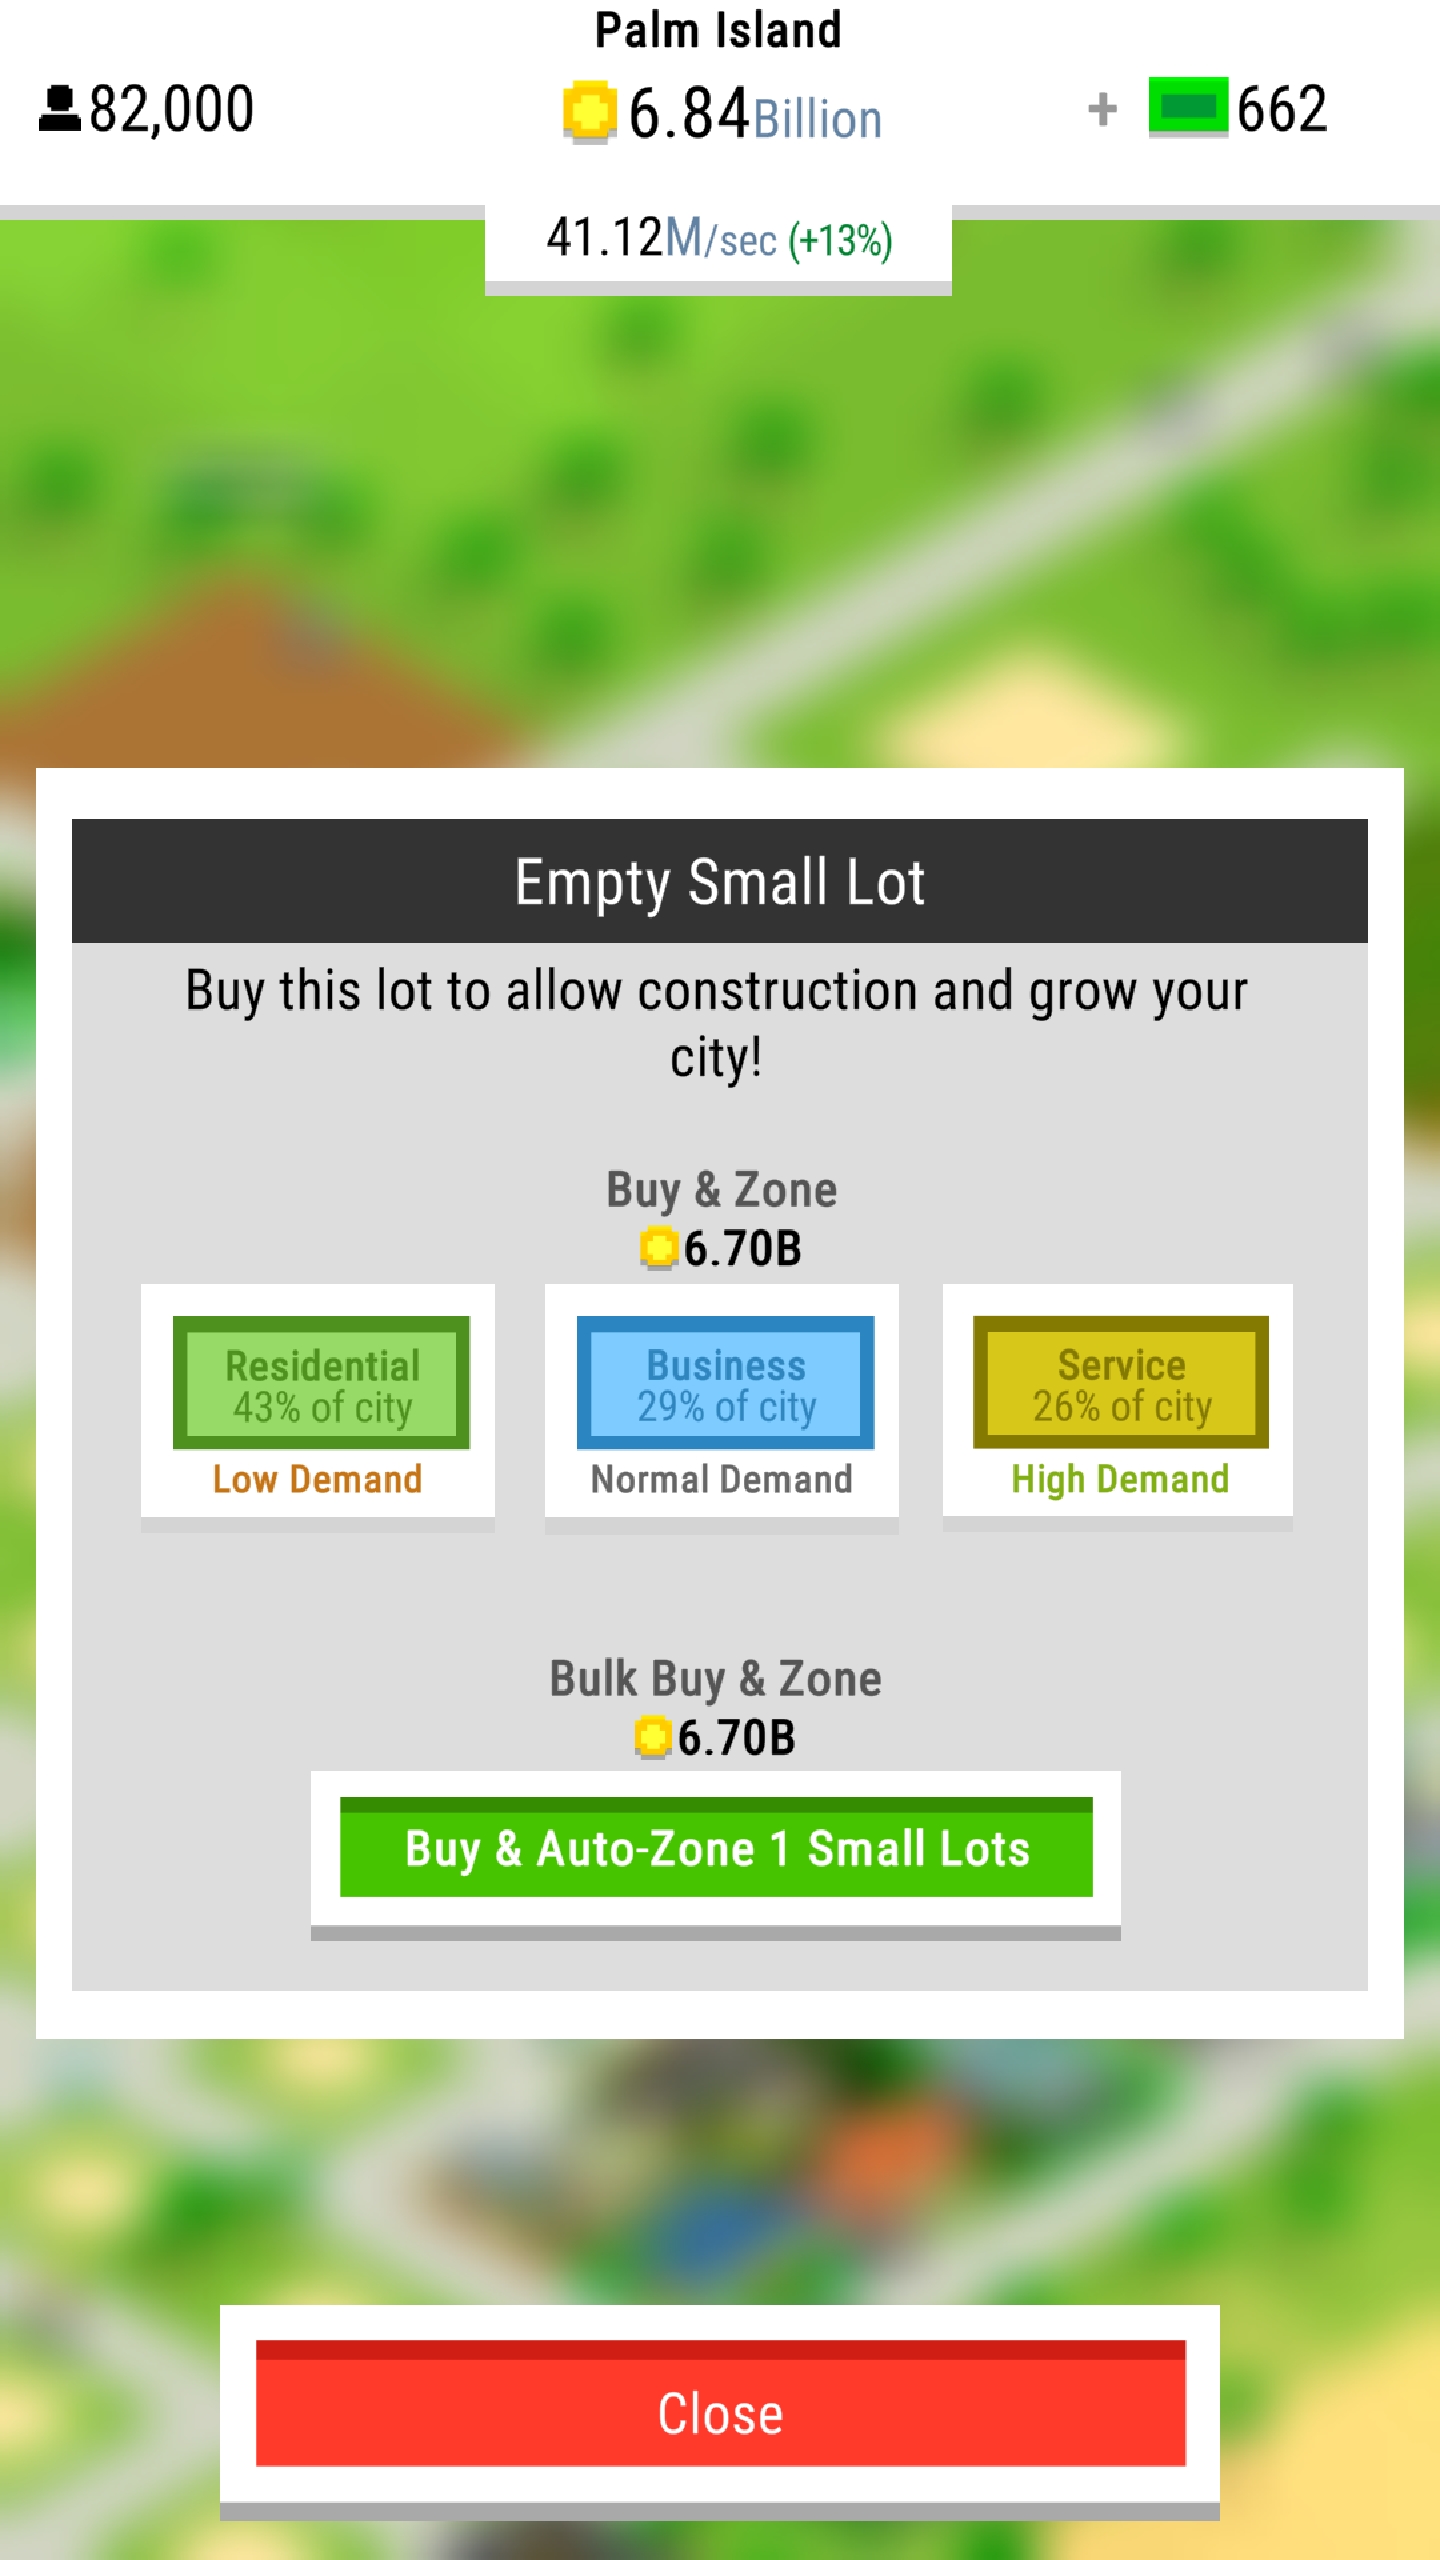 Palm Island
82,000
6.84Billion
+ 662
41.12M/sec (+13%)
Empty Small Lot
Buy this lot to allow construction and grow your
city!
Buy & Zone
6.70B
Residential
43% of city
Low Demand
Business
29% of city
Normal Demand
Service
26% of city
High Demand
Bulk Buy & Zone
6.70B
Buy & Auto-Zone 1 Small Lots
Close